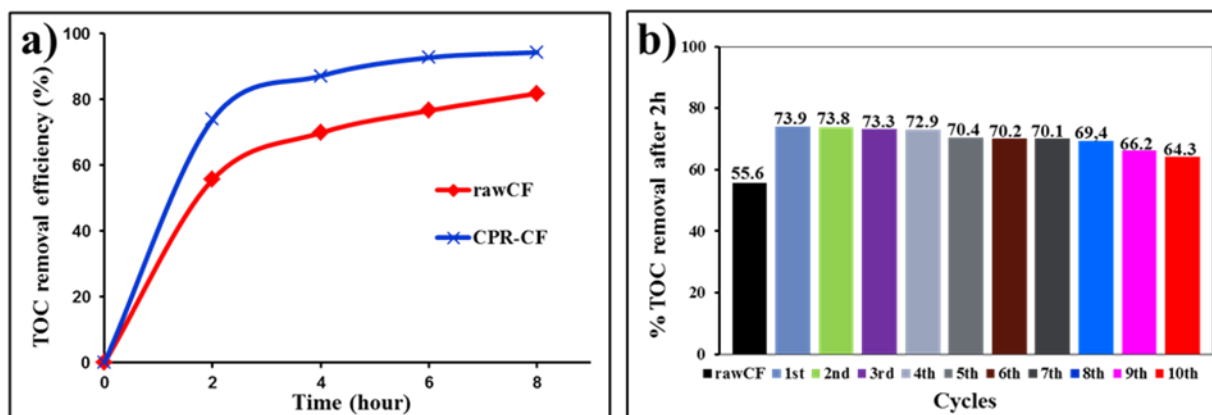 a)
TOC removal efficiency (%)
100
80
60
40
20
0
0 2 4 6 8
Time (hour)
rawCF
CPR-CF
b)
% TOC removal after 2h
100
80
60
40
20
0
55.6 73.9 73.8 73.3 72.9 70.4 70.2 70.1 69,4 66.2 64.3
rawCF 1st 2nd 3rd 4th 5th 6th 7th 8th 9th 10th
Cycles